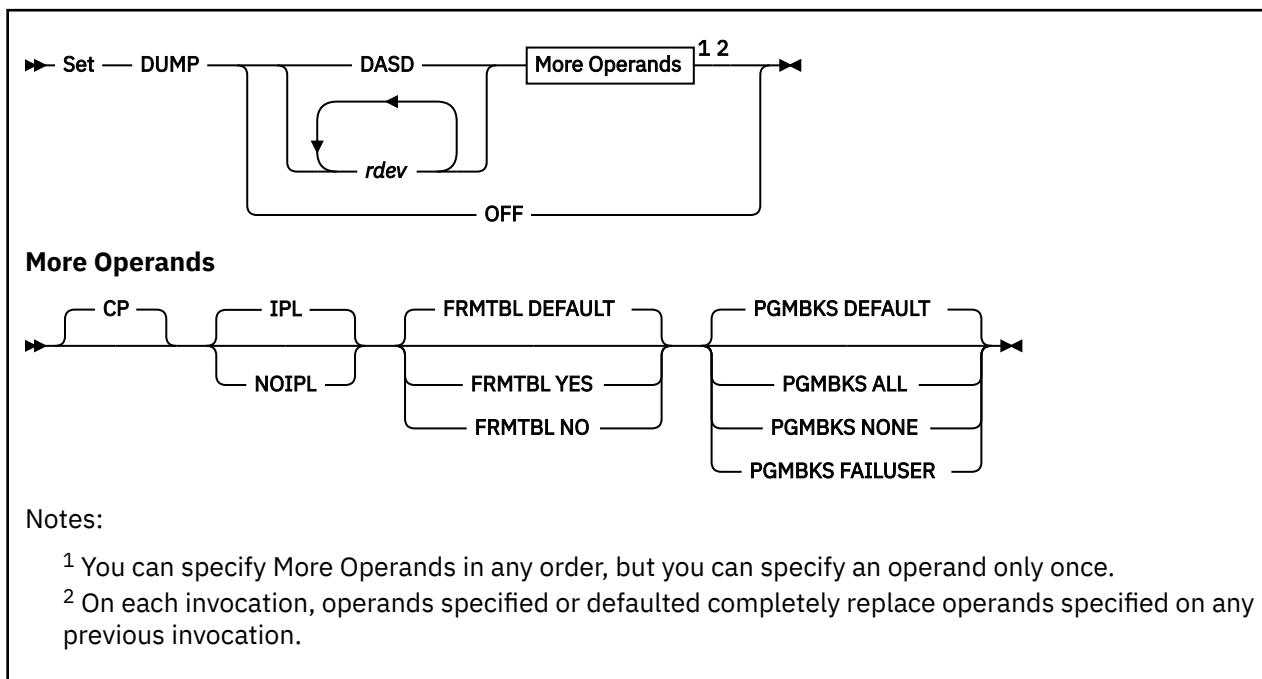 Set DUMP DASD More Operands 1 2
rdev
OFF
More Operands
CP IPL FRMTBL DEFAULT PGMBKS DEFAULT
NOIPL FRMTBL YES PGMBKS ALL
FRMTBL NO PGMBKS NONE
PGMBKS FAILUSER
Notes:
1 You can specify More Operands in any order, but you can specify an operand only once.
2 On each invocation, operands specified or defaulted completely replace operands specified on any
previous invocation.